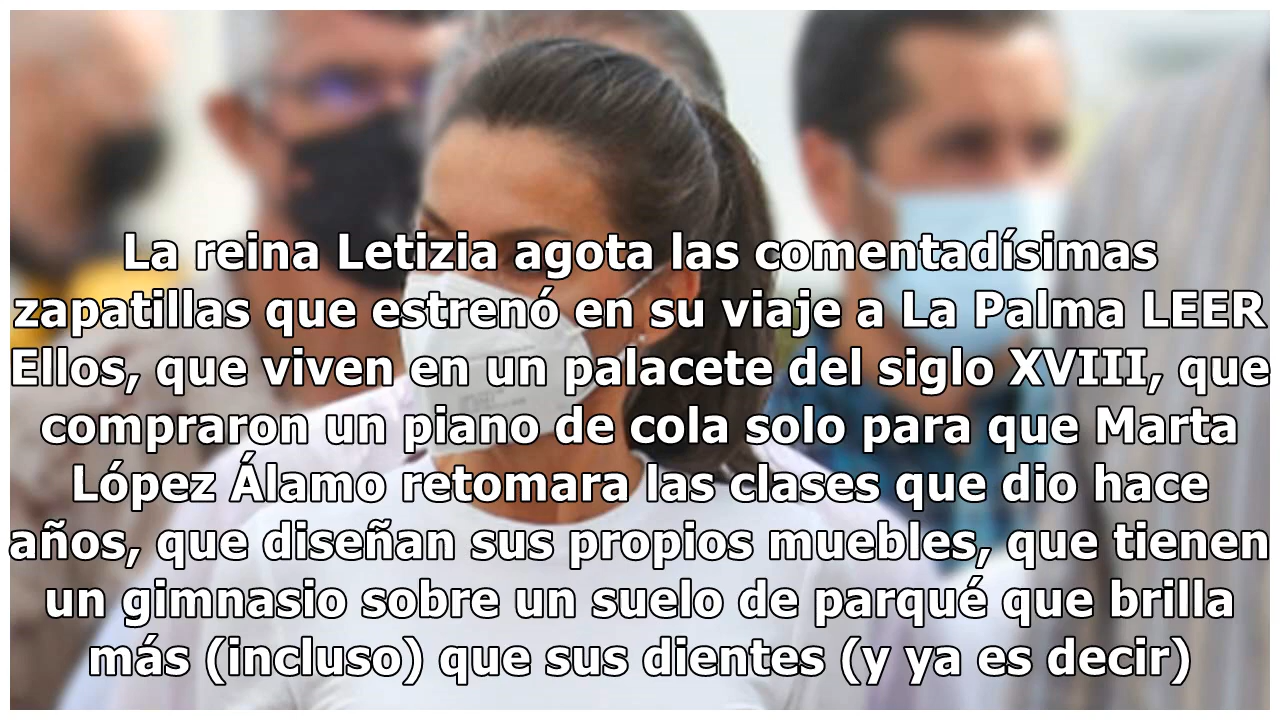 La reina Letizia agota las comentadísimas
zapatillas que estrenó en su viaje a La Palma LEER
Ellos, que viven en un palacete del siglo XVIII, que
compraron un piano de cola solo para que Marta
López Álamo retomara las clases que dio hace
años, que diseñan sus propios muebles, que tienen
un gimnasio sobre un suelo de parqué que brilla
más (incluso) que sus dientes (y ya es decir)